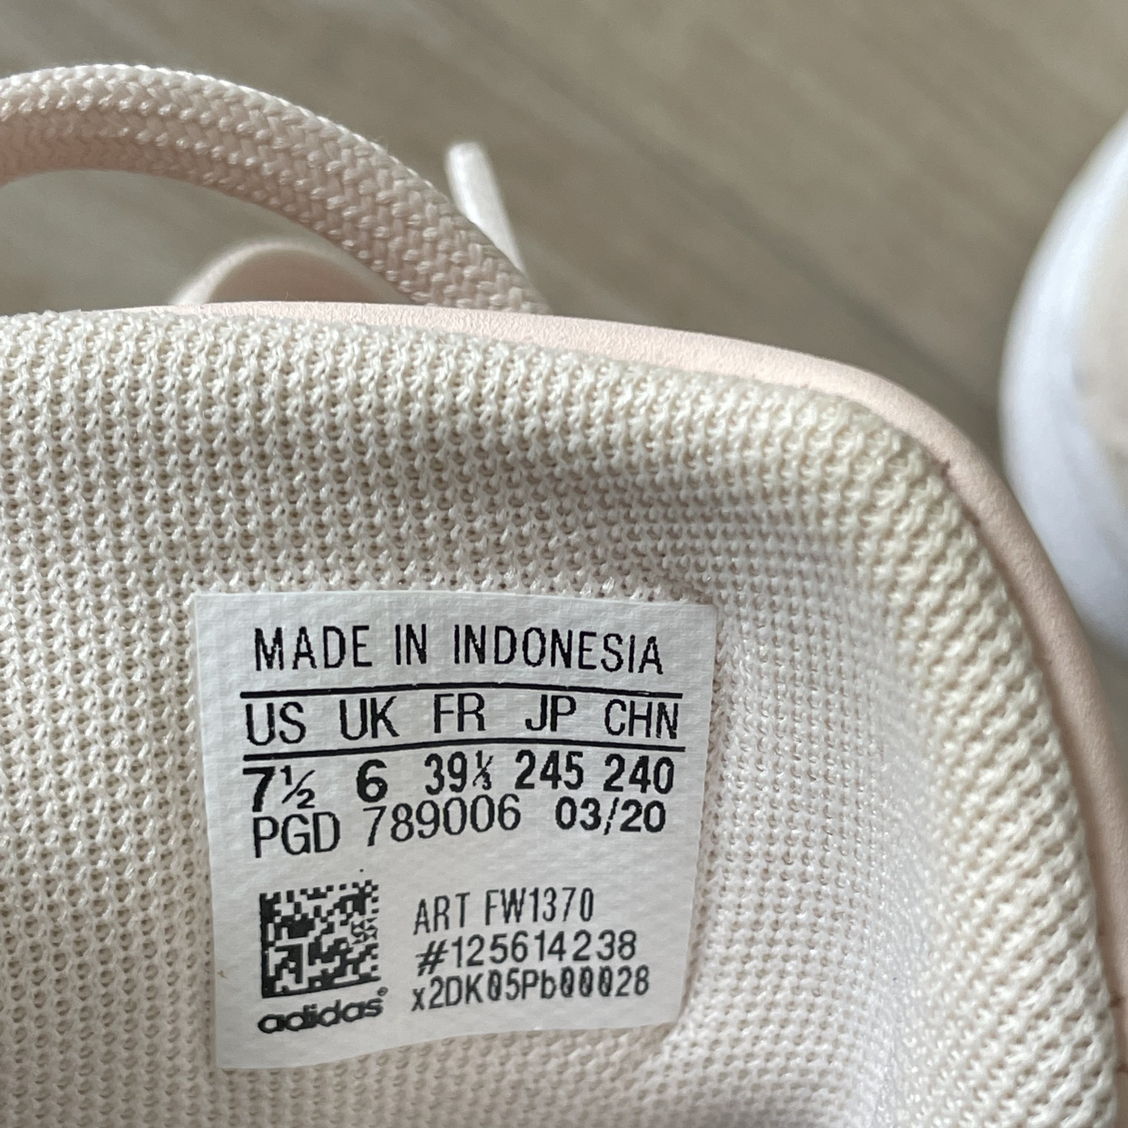 MADE IN INDONESIA
US UK FR JP CHN
7½ 6 39⅓ 245 240
PGD 789006 03/20
ART FW1370
#125614238
x2DK05Pb00028
adidas®